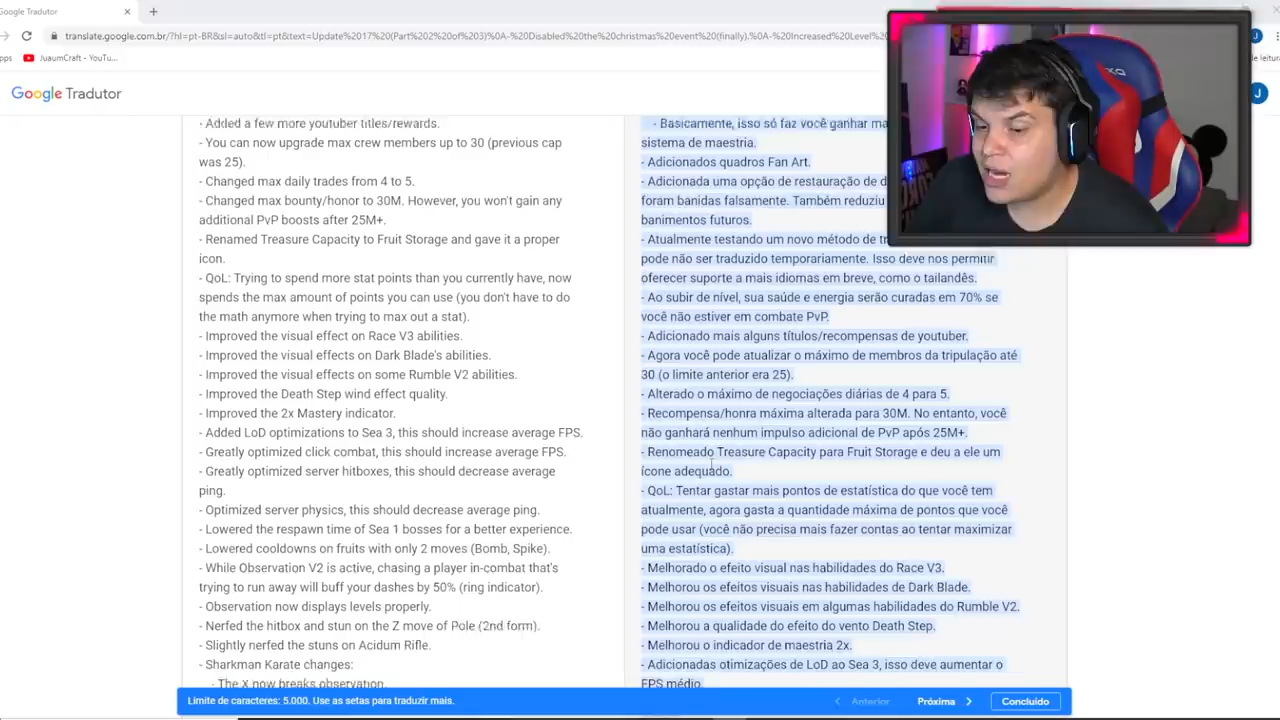 Google Tradutor
translate.google.com.br/?hl=pt-BR&sl=auto&tl=pt&text=Update%2017%20(Part%202%20of%203)%0A-%20Disabled%20the%20christmas%20event%20(finally).%0A-%20Increased%20Level%
JuaumCraft - YouTu...
de leitura
Google Tradutor
J
- Added a few more youtuber titles/rewards.
- You can now upgrade max crew members up to 30 (previous cap
was 25).
- Changed max daily trades from 4 to 5.
- Changed max bounty/honor to 30M. However, you won't gain any
additional PvP boosts after 25M+.
- Renamed Treasure Capacity to Fruit Storage and gave it a proper
icon.
- QoL: Trying to spend more stat points than you currently have, now
spends the max amount of points you can use (you don't have to do
the math anymore when trying to max out a stat).
- Improved the visual effect on Race V3 abilities.
- Improved the visual effects on Dark Blade's abilities.
- Improved the visual effects on some Rumble V2 abilities.
- Improved the Death Step wind effect quality.
- Improved the 2x Mastery indicator.
- Added LoD optimizations to Sea 3, this should increase average FPS.
- Greatly optimized click combat, this should increase average FPS.
- Greatly optimized server hitboxes, this should decrease average
ping.
- Optimized server physics, this should decrease average ping.
- Lowered the respawn time of Sea 1 bosses for a better experience.
- Lowered cooldowns on fruits with only 2 moves (Bomb, Spike).
- While Observation V2 is active, chasing a player in-combat that's
trying to run away will buff your dashes by 50% (ring indicator).
- Observation now displays levels properly.
- Nerfed the hitbox and stun on the Z move of Pole (2nd form).
- Slightly nerfed the stuns on Acidum Rifle.
- Sharkman Karate changes:
- The X now breaks observation.
- Basicamente, isso só faz você ganhar
sistema de maestria.
- Adicionados quadros Fan Art.
- Adicionada uma opção de restauração de
foram banidas falsamente. Também reduziu
banimentos futuros.
- Atualmente testando um novo método de
pode não ser traduzido temporariamente. Isso deve nos permitir
oferecer suporte a mais idiomas em breve, como o tailandês.
- Ao subir de nível, sua saúde e energia serão curadas em 70% se
você não estiver em combate PvP.
- Adicionado mais alguns títulos/recompensas de youtuber.
- Agora você pode atualizar o máximo de membros da tripulação até
30 (o limite anterior era 25).
- Alterado o máximo de negociações diárias de 4 para 5.
- Recompensa/honra máxima alterada para 30M. No entanto, você
não ganhará nenhum impulso adicional de PvP após 25M+.
- Renomeado Treasure Capacity para Fruit Storage e deu a ele um
ícone adequado.
- QoL: Tentar gastar mais pontos de estatística do que você tem
atualmente, agora gasta a quantidade máxima de pontos que você
pode usar (você não precisa mais fazer contas ao tentar maximizar
uma estatística).
- Melhorado o efeito visual nas habilidades do Race V3.
- Melhorou os efeitos visuais nas habilidades de Dark Blade.
- Melhorou os efeitos visuais em algumas habilidades do Rumble V2.
- Melhorou a qualidade do efeito do vento Death Step.
- Melhorou o indicador de maestria 2x.
- Adicionadas otimizações de LoD ao Sea 3, isso deve aumentar o
FPS médio.
Limite de caracteres: 5.000. Use as setas para traduzir mais.
Anterior
Próxima
Concluído